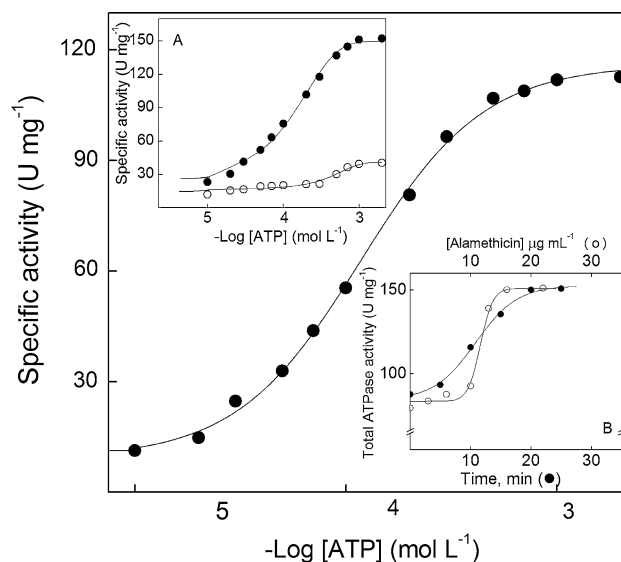 120
90
60
30
Specific activity (U mg-1)
5 4 3
-Log [ATP] (mol L-1)
A
150
120
90
60
30
Specific activity (U mg-1)
5 4 3
-Log [ATP] (mol L-1)
[Alamethicin] µg mL-1 (o)
0 10 20 30
150
100
Total ATPase activity (U mg-1)
B
10 20 30
Time, min (●)